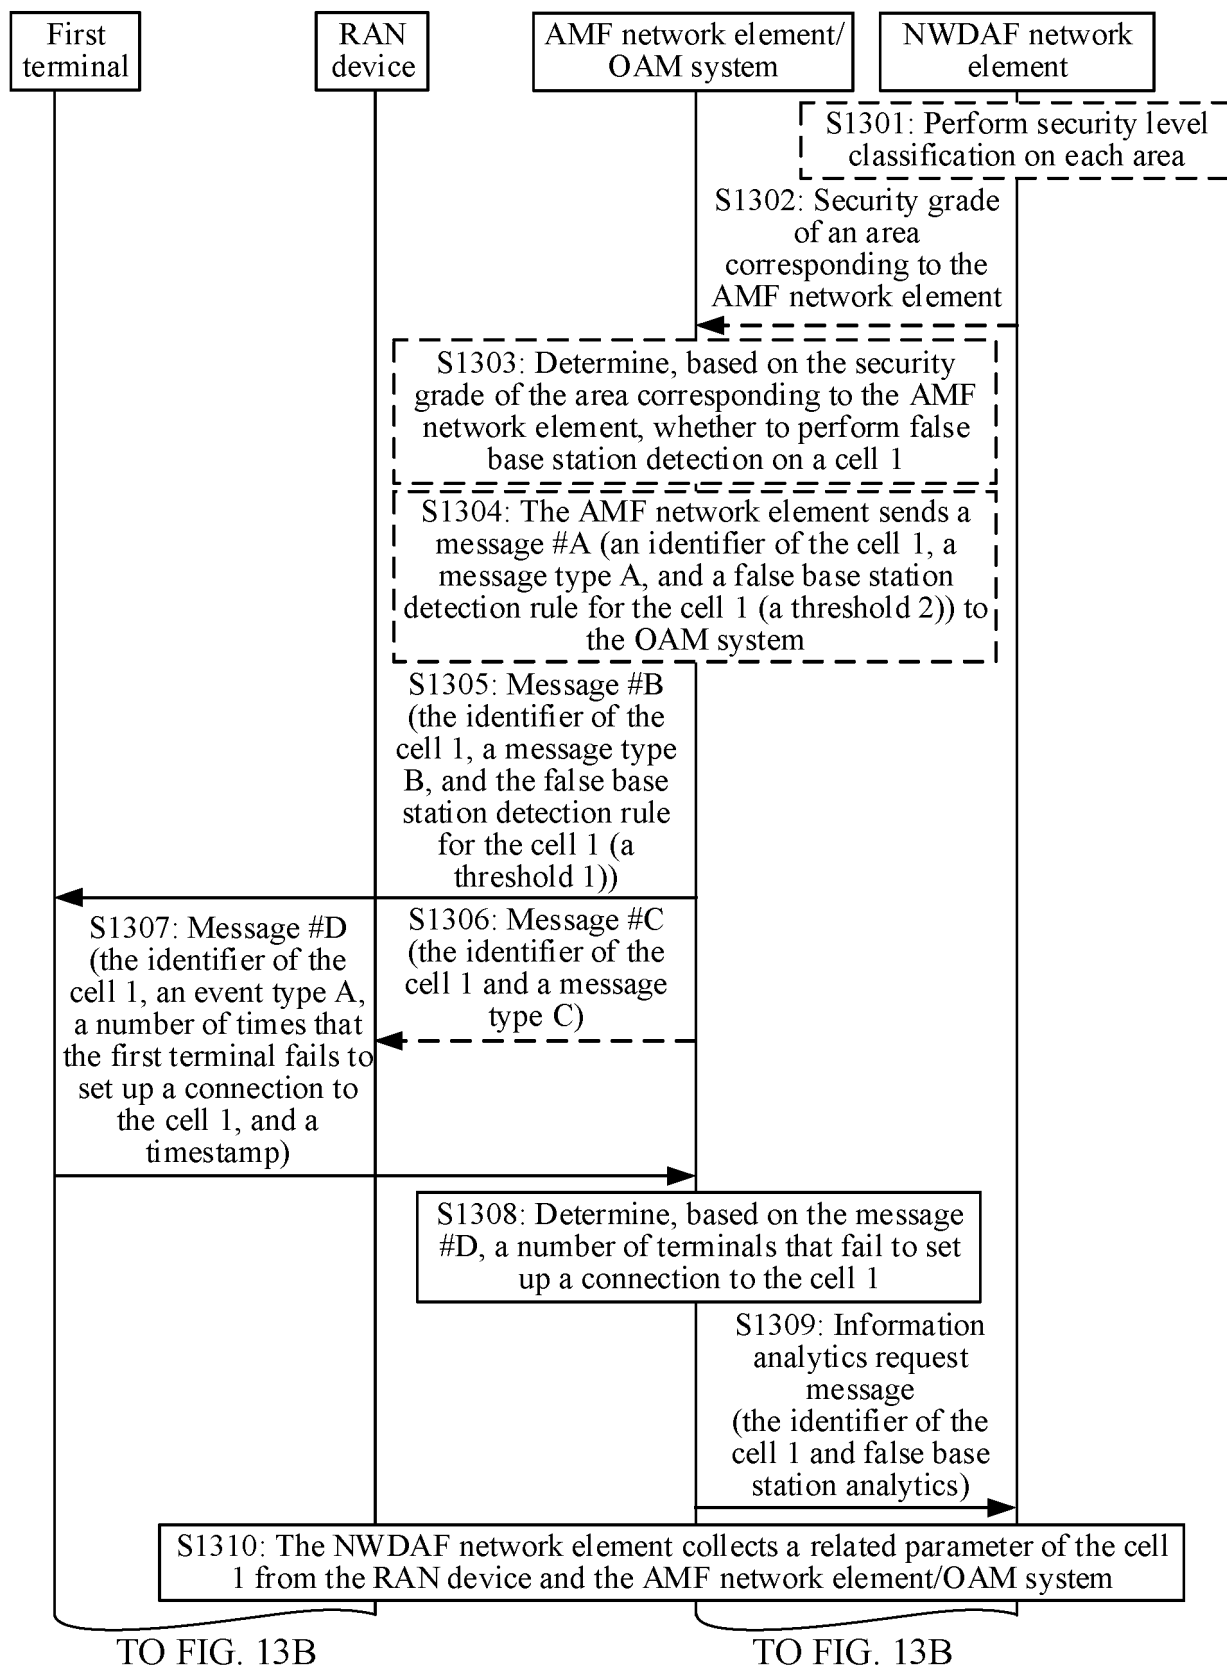 First
terminal
RAN
device
AMF network element/
OAM system
NWDAF network
element
S1301: Perform security level
classification on each area
S1302: Security grade
of an area
corresponding to the
AMF network element
S1303: Determine, based on the security
grade of the area corresponding to the AMF
network element, whether to perform false
base station detection on a cell 1
S1304: The AMF network element sends a
message #A (an identifier of the cell 1, a
message type A, and a false base station
detection rule for the cell 1 (a threshold 2)) to
the OAM system
S1305: Message #B
(the identifier of the
cell 1, a message type
B, and the false base
station detection rule
for the cell 1 (a
threshold 1))
S1306: Message #C
(the identifier of the
cell 1 and a message
type C)
S1307: Message #D
(the identifier of the
cell 1, an event type A,
a number of times that
the first terminal fails to
set up a connection to
the cell 1, and a
timestamp)
S1308: Determine, based on the message
#D, a number of terminals that fail to set
up a connection to the cell 1
S1309: Information
analytics request
message
(the identifier of the
cell 1 and false base
station analytics)
S1310: The NWDAF network element collects a related parameter of the cell
1 from the RAN device and the AMF network element/OAM system
TO FIG. 13B
TO FIG. 13B